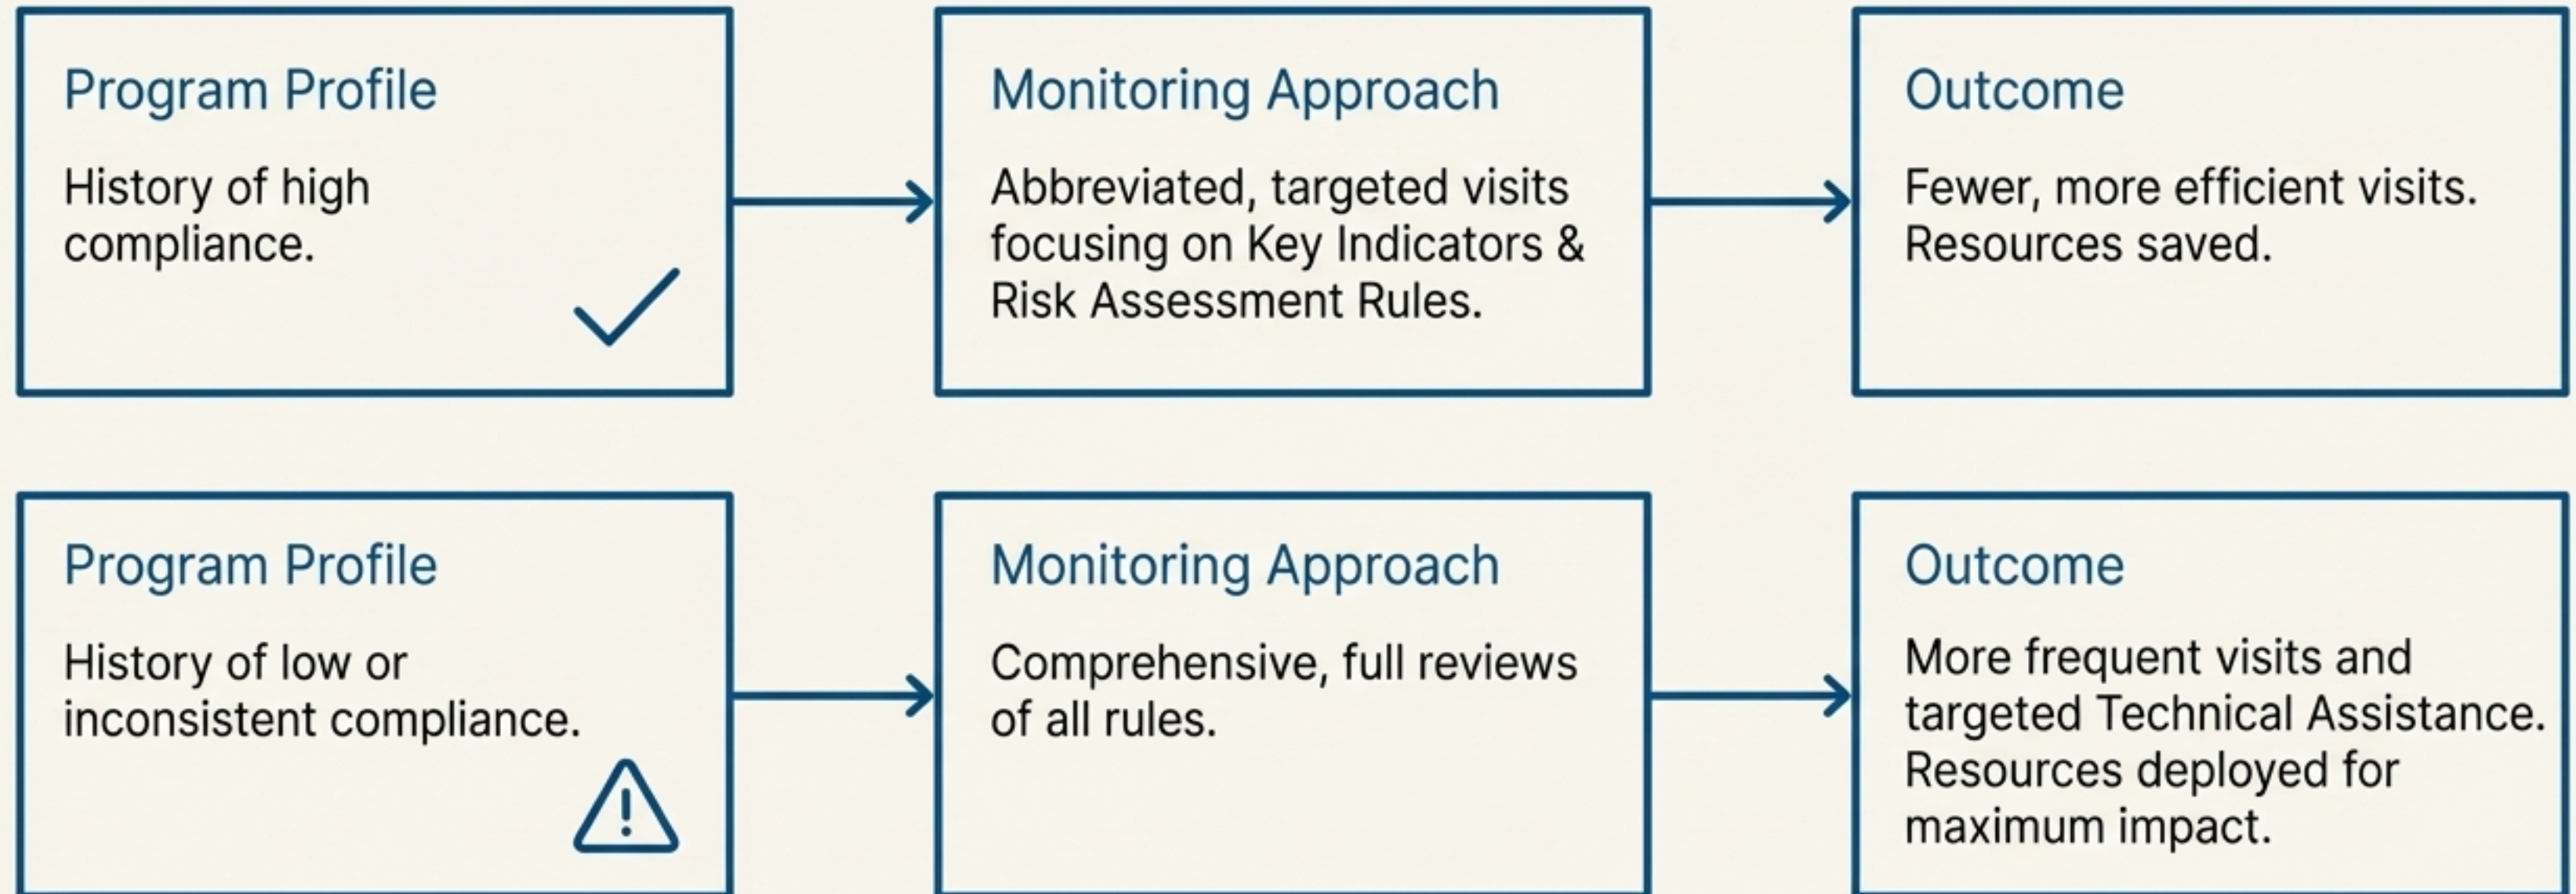 Program Profile
History of high
compliance.
Monitoring Approach
Abbreviated, targeted visits
focusing on Key Indicators &
Risk Assessment Rules.
Outcome
Fewer, more efficient visits.
Resources saved.
Program Profile
History of low or
inconsistent compliance.
Monitoring Approach
Comprehensive, full reviews
of all rules.
Outcome
More frequent visits and
targeted Technical Assistance.
Resources deployed for
maximum impact.